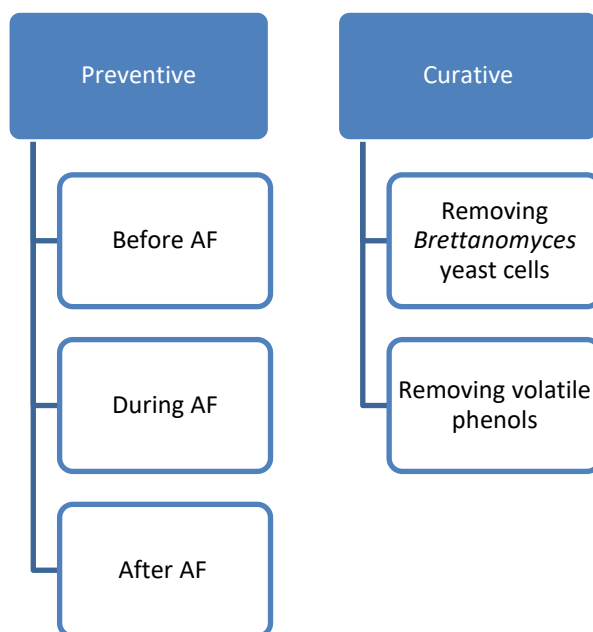 Preventive
Before AF
During AF
After AF
Curative
Removing
Brettanomyces
yeast cells
Removing volatile
phenols